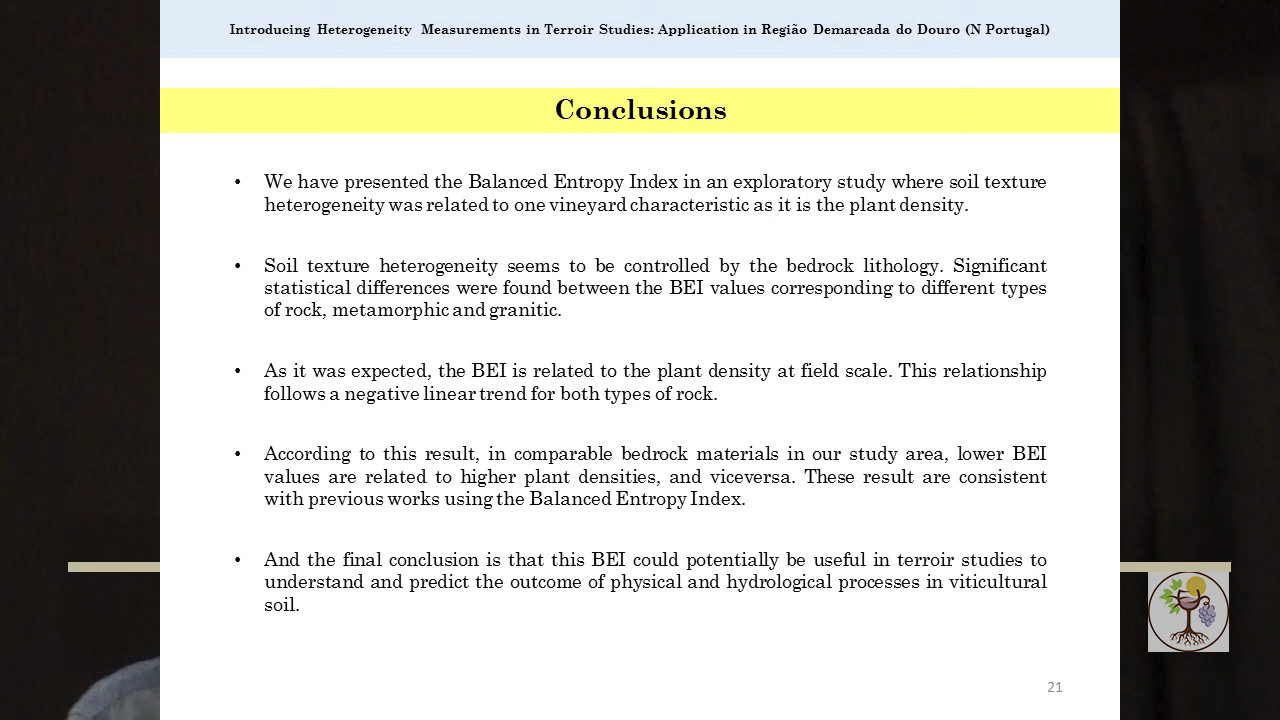 Introducing Heterogeneity Measurements in Terroir Studies: Application in Região Demarcada do Douro (N Portugal)
Conclusions
• We have presented the Balanced Entropy Index in an exploratory study where soil texture
heterogeneity was related to one vineyard characteristic as it is the plant density.
• Soil texture heterogeneity seems to be controlled by the bedrock lithology. Significant
statistical differences were found between the BEI values corresponding to different types
of rock, metamorphic and granitic.
• As it was expected, the BEI is related to the plant density at field scale. This relationship
follows a negative linear trend for both types of rock.
• According to this result, in comparable bedrock materials in our study area, lower BEI
values are related to higher plant densities, and viceversa. These result are consistent
with previous works using the Balanced Entropy Index.
• And the final conclusion is that this BEI could potentially be useful in terroir studies to
understand and predict the outcome of physical and hydrological processes in viticultural
soil.
21